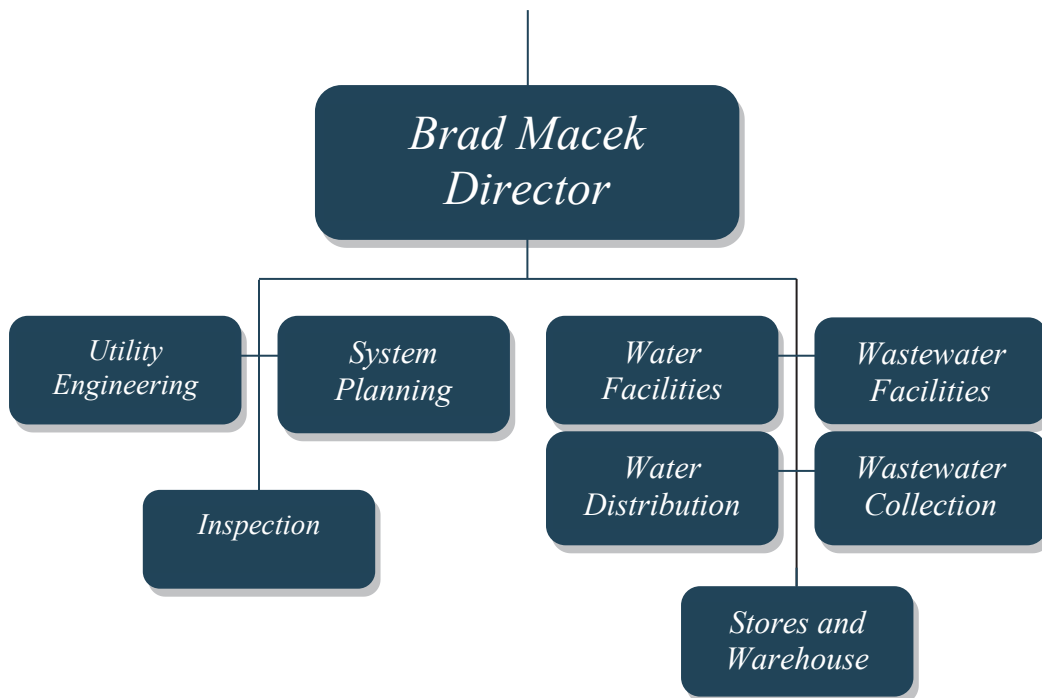 Brad Macek
Director
Utility
Engineering
System
Planning
Water
Facilities
Wastewater
Facilities
Water
Distribution
Wastewater
Collection
Inspection
Stores and
Warehouse